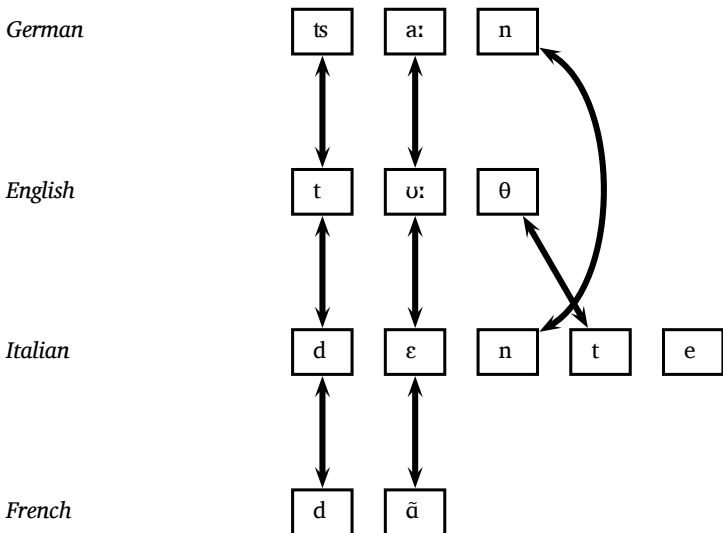 German ʦ aː n
English t ʊː θ
Italian d ɛ n t e
French d ɑ̃